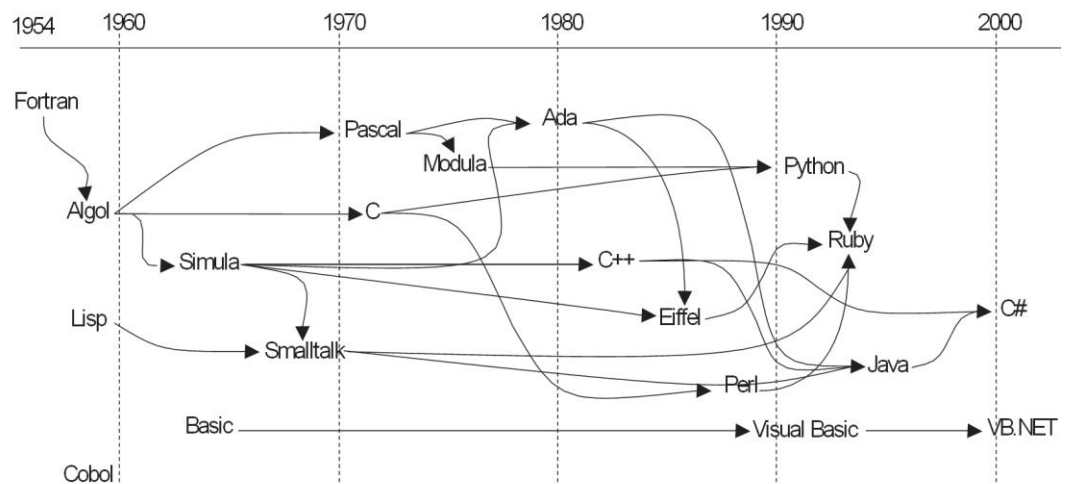 1954 1960 1970 1980 1990 2000
Fortran
Ada
Pascal
Modula
Python
Algol
C
Ruby
Simula
C++
Lisp
Eiffel
C#
Smalltalk
Java
Perl
Basic
Visual Basic
VB.NET
Cobol